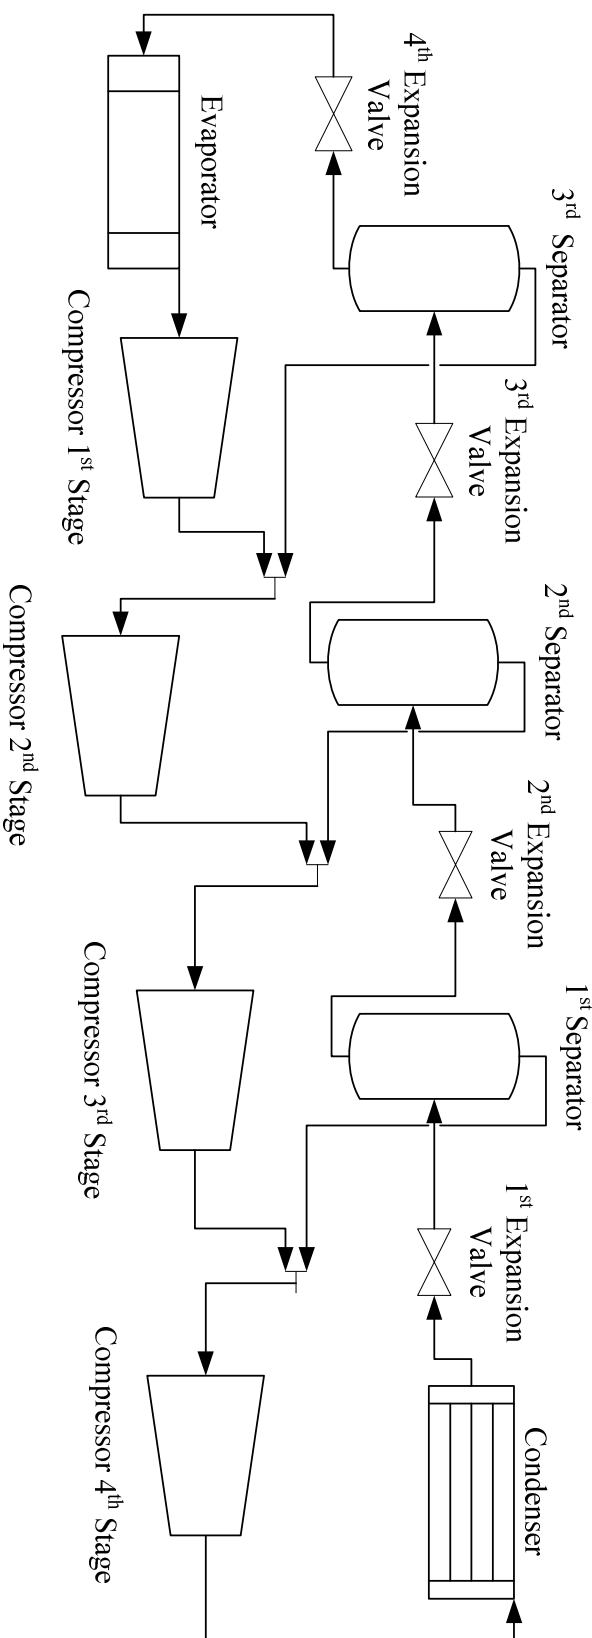 3rd Separator
2nd Separator
1st Separator
4th Expansion
Valve
3rd Expansion
Valve
2nd Expansion
Valve
1st Expansion
Valve
Condenser
Evaporator
Compressor 1st Stage
Compressor 2nd Stage
Compressor 3rd Stage
Compressor 4th Stage